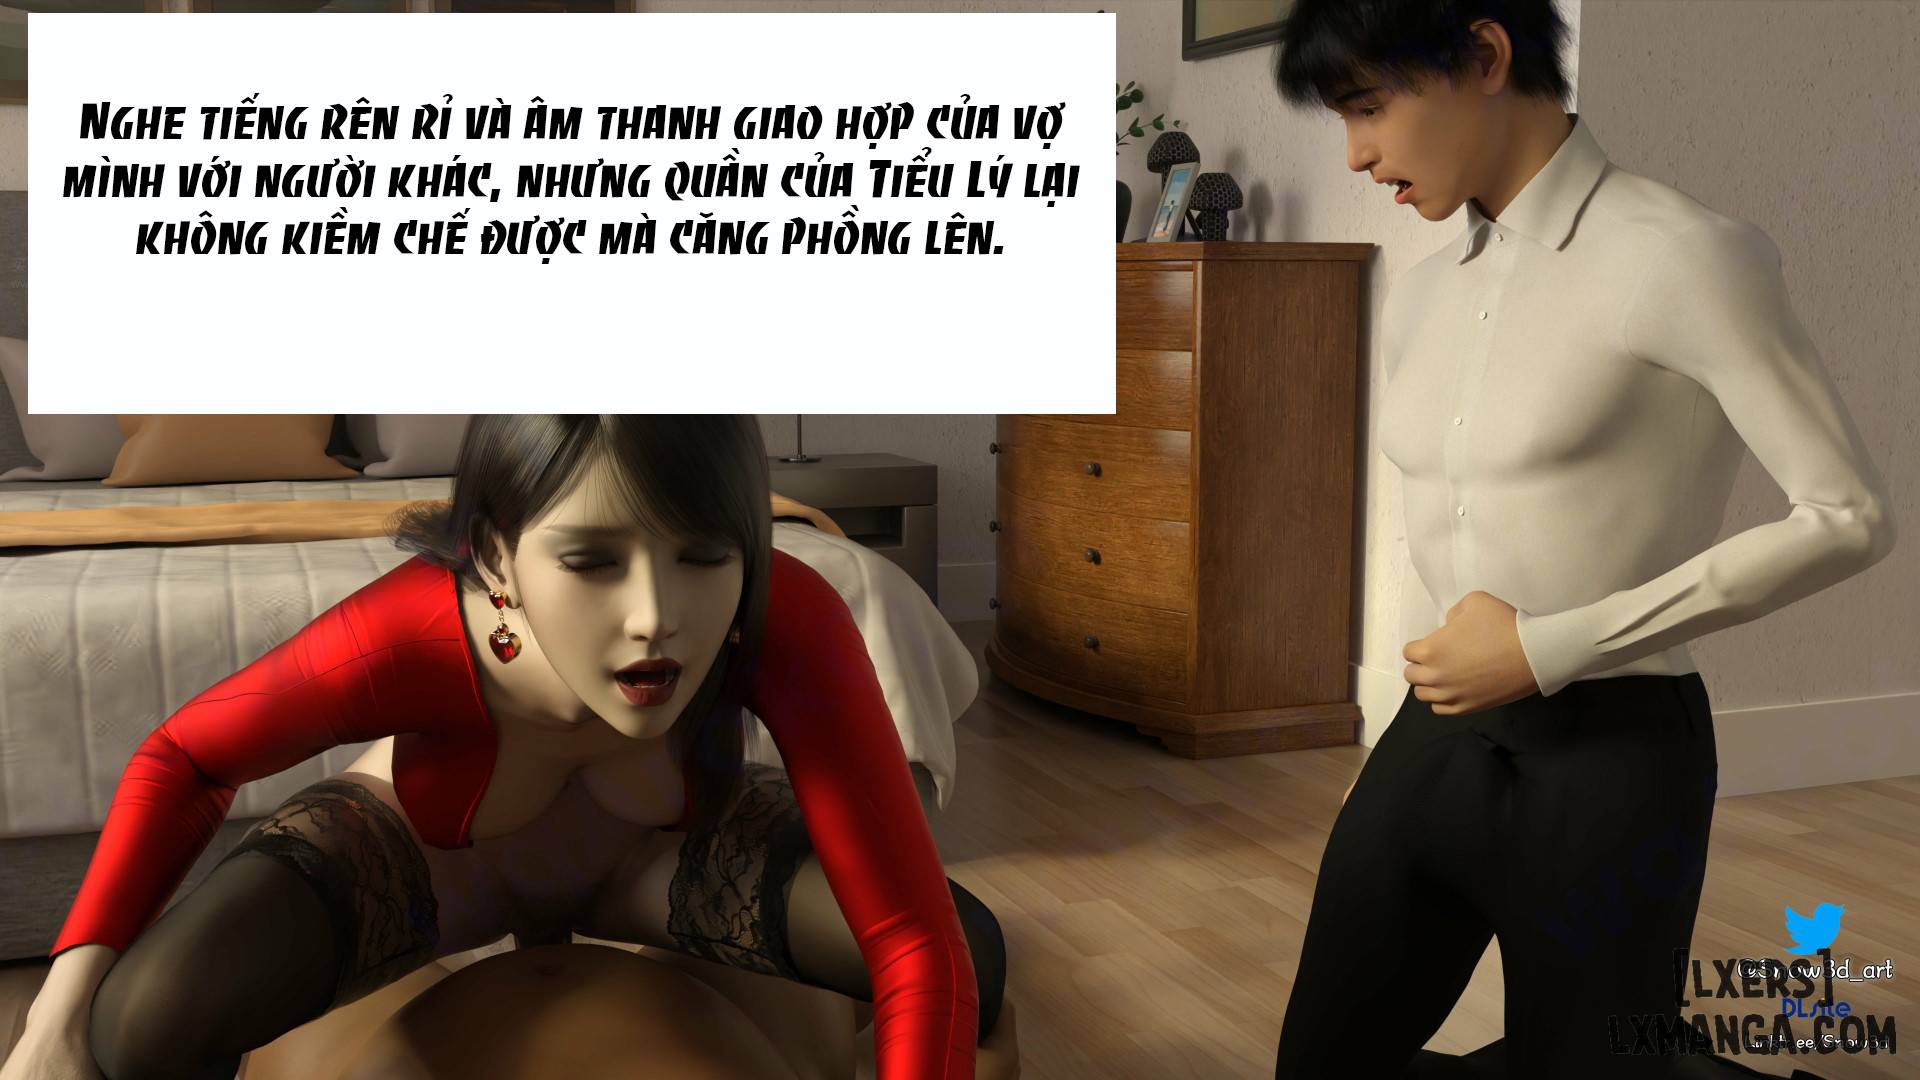 Nghe tiếng rên rỉ và âm thanh giao hợp của vợ
mình với người khác, nhưng quần của Tiểu Lý lại
không kiềm chế được mà căng phồng lên.
@Snow3d_art
[LXERS]
DLsite
LXMANGA.COM